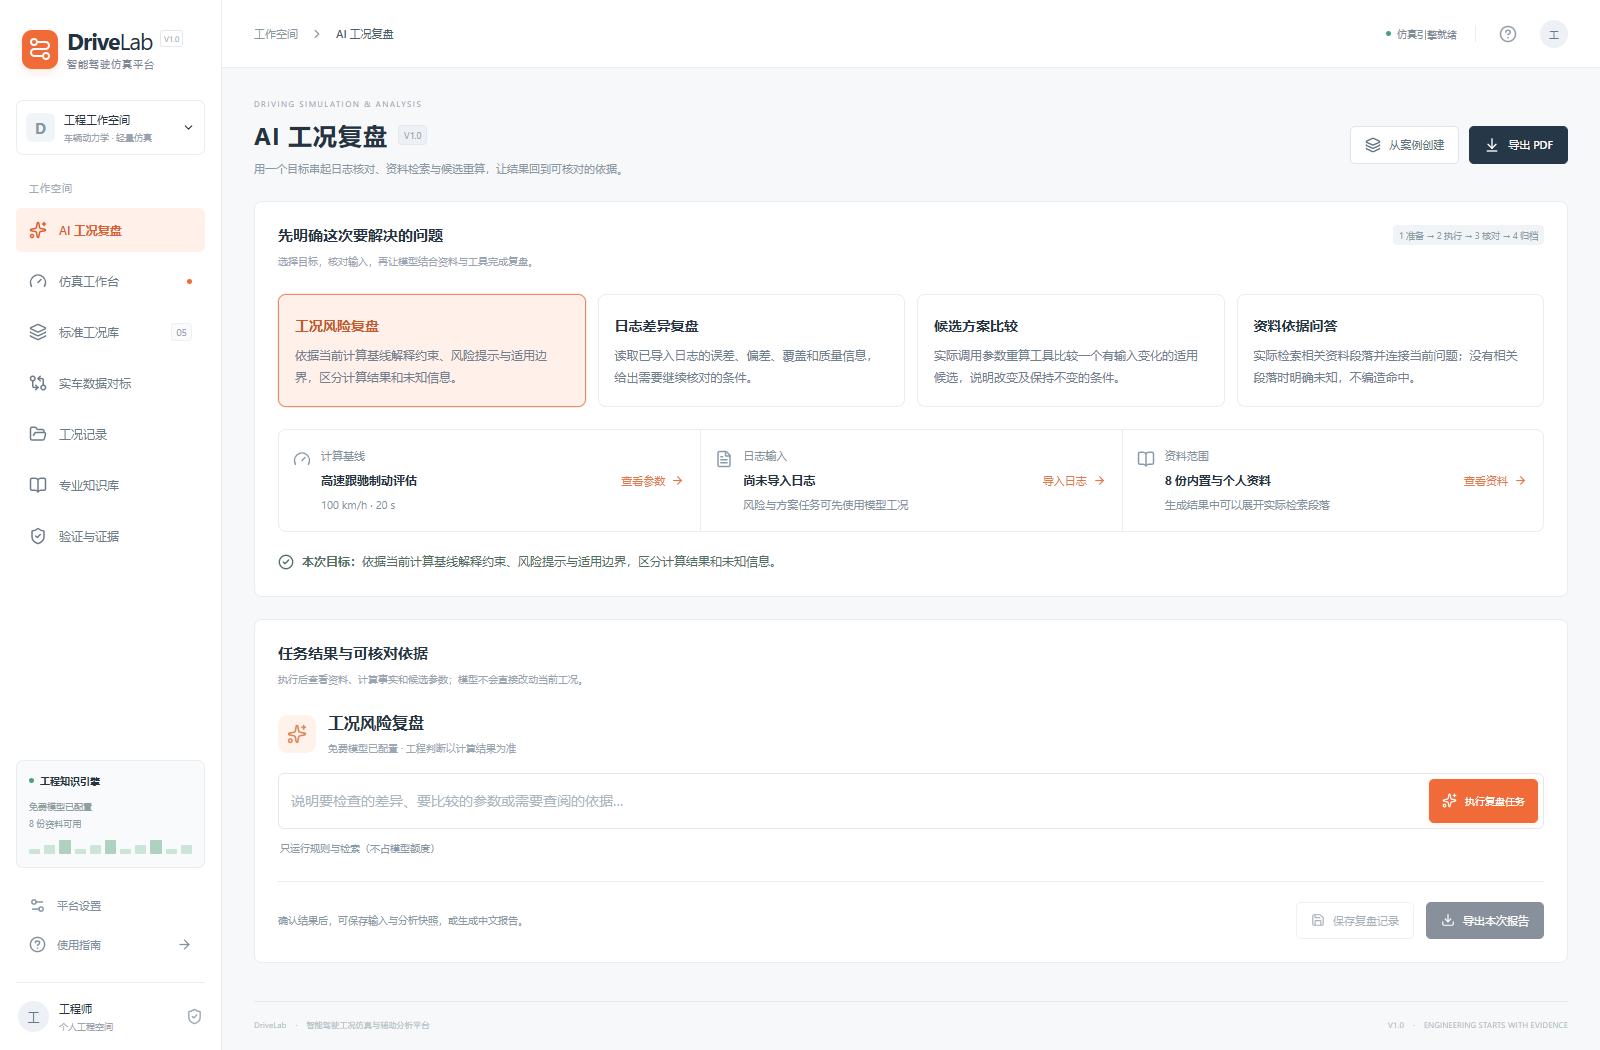 DriveLab V1.0
智能驾驶仿真平台
D
工程工作空间
车辆动力学 · 轻量仿真
工作空间
AI 工况复盘
仿真工作台
标准工况库 05
实车数据对标
工况记录
专业知识库
验证与证据
工程知识引擎
免费模型已配置
8 份资料可用
平台设置
使用指南
工
工程师
个人工程空间
工作空间 > AI 工况复盘
仿真引擎就绪
工
DRIVING SIMULATION & ANALYSIS
AI 工况复盘 V1.0
用一个目标串起日志核对、资料检索与候选重算，让结果回到可核对的依据。
从案例创建
导出 PDF
先明确这次要解决的问题
1 准备 → 2 执行 → 3 核对 → 4 归档
选择目标，核对输入，再让模型结合资料与工具完成复盘。
工况风险复盘
依据当前计算基线解释约束、风险提示与适用边
界，区分计算结果和未知信息。
日志差异复盘
读取已导入日志的误差、偏差、覆盖和质量信息，
给出需要继续核对的条件。
候选方案比较
实际调用参数重算工具比较一个有输入变化的适用
候选，说明改变及保持不变的条件。
资料依据问答
实际检索相关资料段落并连接当前问题；没有相关
段落时明确未知，不编造命中。
计算基线
高速跟驰制动评估
查看参数 →
100 km/h · 20 s
日志输入
尚未导入日志
导入日志 →
风险与方案任务可先使用模型工况
资料范围
8 份内置与个人资料
查看资料 →
生成结果中可以展开实际检索段落
本次目标：依据当前计算基线解释约束、风险提示与适用边界，区分计算结果和未知信息。
任务结果与可核对依据
执行后查看资料、计算事实和候选参数；模型不会直接改动当前工况。
工况风险复盘
免费模型已配置 · 工程判断以计算结果为准
说明要检查的差异、要比较的参数或需要查阅的依据...
执行复盘任务
只运行规则与检索（不占模型额度）
确认结果后，可保存输入与分析快照，或生成中文报告。
保存复盘记录
导出本次报告
DriveLab · 智能驾驶工况仿真与辅助分析平台
V1.0 · ENGINEERING STARTS WITH EVIDENCE